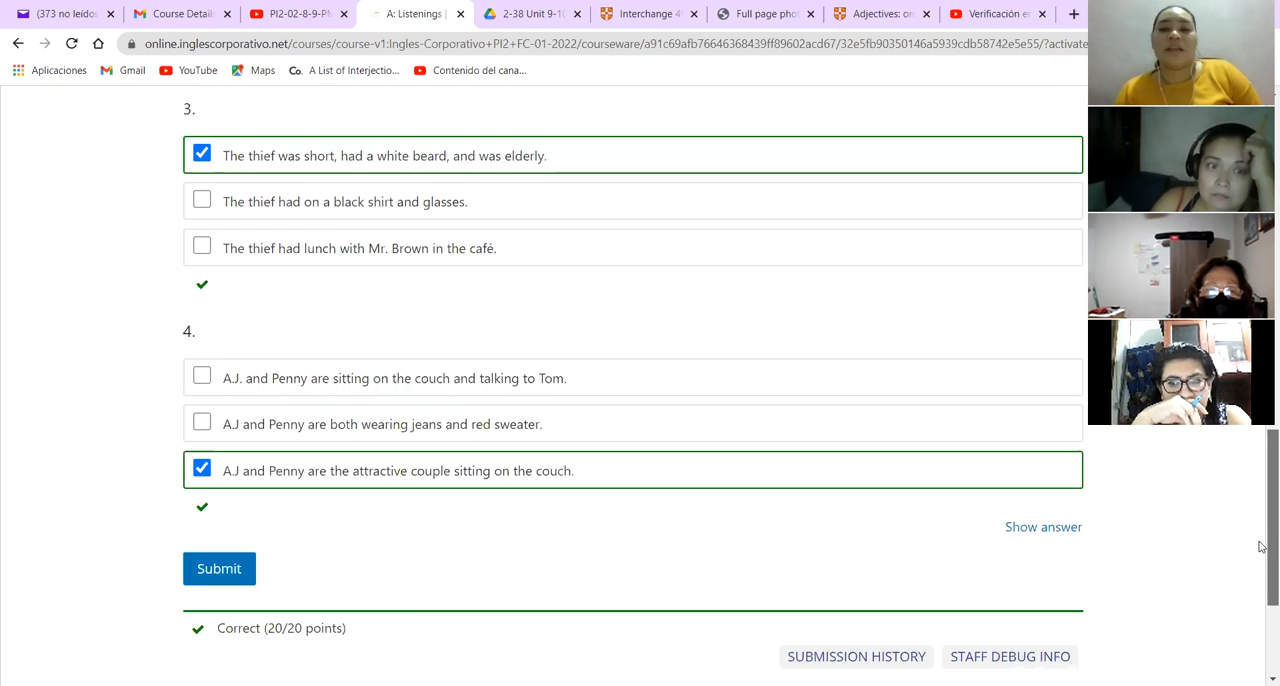 (373 no leídos
Course Detail
PI2-02-8-9-PM
A: Listenings |
2-38 Unit 9-10
Interchange 4
Full page phot
Adjectives: or
Verificación en
online.inglescorporativo.net/courses/course-v1:Ingles-Corporativo+PI2+FC-01-2022/courseware/a91c69afb76646368439ff89602acd67/32e5fb90350146a5939cdb58742e5e55/?activate
Aplicaciones
Gmail
YouTube
Maps
Co. A List of Interjectio...
Contenido del cana...
3.
The thief was short, had a white beard, and was elderly.
The thief had on a black shirt and glasses.
The thief had lunch with Mr. Brown in the café.
4.
A.J. and Penny are sitting on the couch and talking to Tom.
A.J and Penny are both wearing jeans and red sweater.
A.J and Penny are the attractive couple sitting on the couch.
Show answer
Submit
Correct (20/20 points)
SUBMISSION HISTORY
STAFF DEBUG INFO